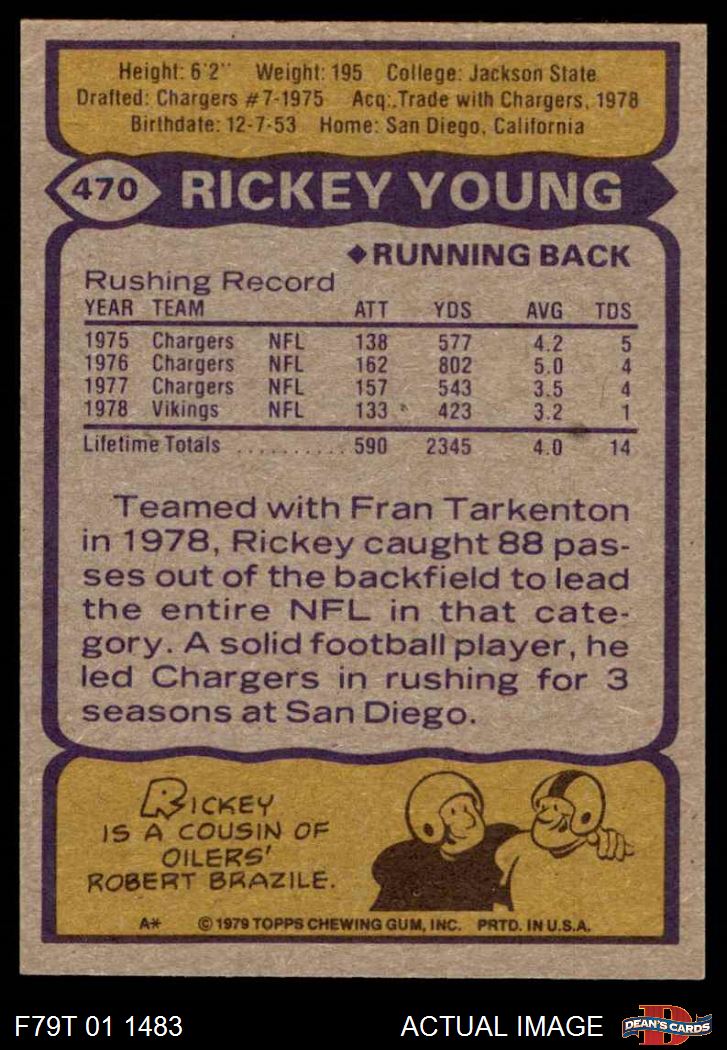 Height: 6'2" Weight: 195 College: Jackson State
Drafted: Chargers #7-1975 Acq: Trade with Chargers, 1978
Birthdate: 12-7-53 Home: San Diego, California
470 RICKEY YOUNG
◆RUNNING BACK
Rushing Record
YEAR TEAM ATT YDS AVG TDS
1975 Chargers NFL 138 577 4.2 5
1976 Chargers NFL 162 802 5.0 4
1977 Chargers NFL 157 543 3.5 4
1978 Vikings NFL 133 423 3.2 1
Lifetime Totals .......... 590 2345 4.0 14
Teamed with Fran Tarkenton
in 1978, Rickey caught 88 pas-
ses out of the backfield to lead
the entire NFL in that cate-
gory. A solid football player, he
led Chargers in rushing for 3
seasons at San Diego.
RICKEY
IS A COUSIN OF
OILERS'
ROBERT BRAZILE.
A* © 1979 TOPPS CHEWING GUM, INC. PRTD. IN U.S.A.
F79T 01 1483 ACTUAL IMAGE D DEAN'S CARDS